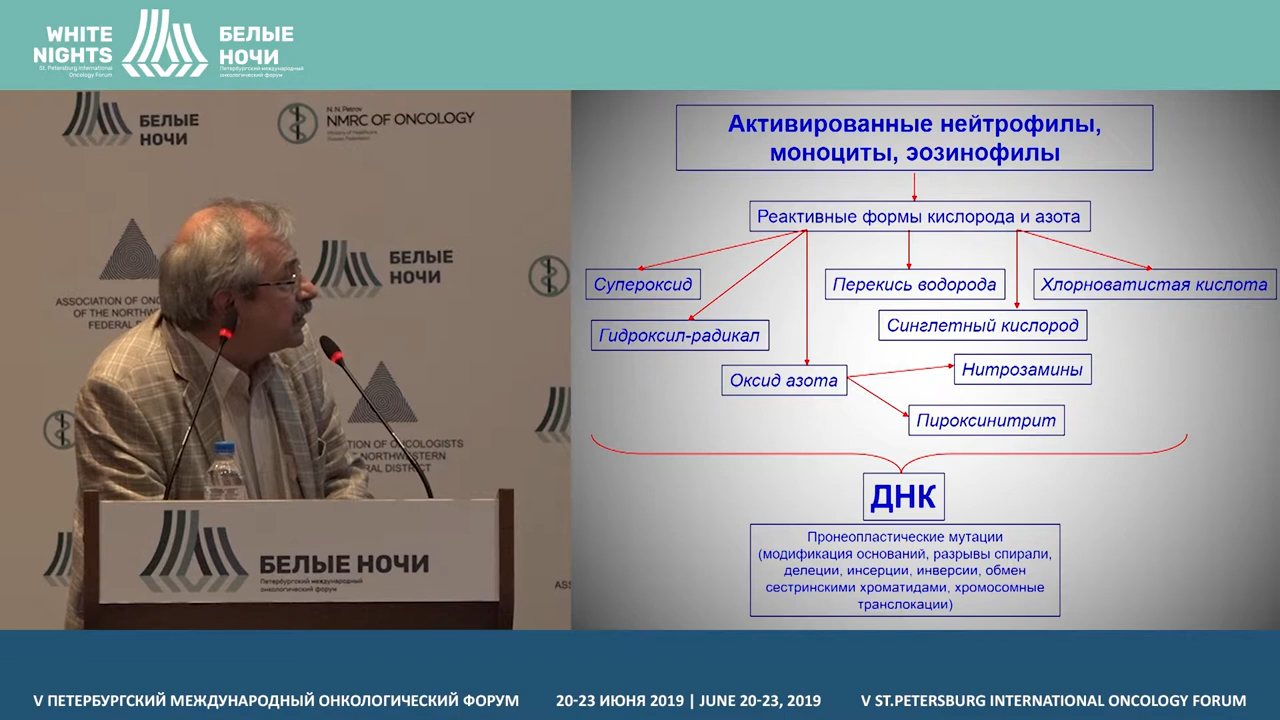 WHITE
NIGHTS
St. Petersburg International
Oncology Forum
БЕЛЫЕ
НОЧИ
Петербургский международный
онкологический форум
БЕЛЫЕ
НОЧИ
N.N. Petrov
NMRC OF ONCOLOGY
Ministry of Healthcare
Russian Federation
БЕЛЫЕ
НОЧИ
ASSOCIATION OF
OF THE NORTHW
FEDERAL
ONCOLOGISTS
NORTHWESTERN
DISTRICT
БЕЛЫЕ НОЧИ
Петербургский международный
онкологический форум
Активированные нейтрофилы,
моноциты, эозинофилы
Реактивные формы кислорода и азота
Супероксид
Перекись водорода
Хлорноватистая кислота
Гидроксил-радикал
Синглетный кислород
Оксид азота
Нитрозамины
Пироксинитрит
ДНК
Пронеопластические мутации
(модификация оснований, разрывы спирали,
делеции, инсерции, инверсии, обмен
сестринскими хроматидами, хромосомные
транслокации)
V ПЕТЕРБУРГСКИЙ МЕЖДУНАРОДНЫЙ ОНКОЛОГИЧЕСКИЙ ФОРУМ
20-23 ИЮНЯ 2019 | JUNE 20-23, 2019
V ST.PETERSBURG INTERNATIONAL ONCOLOGY FORUM